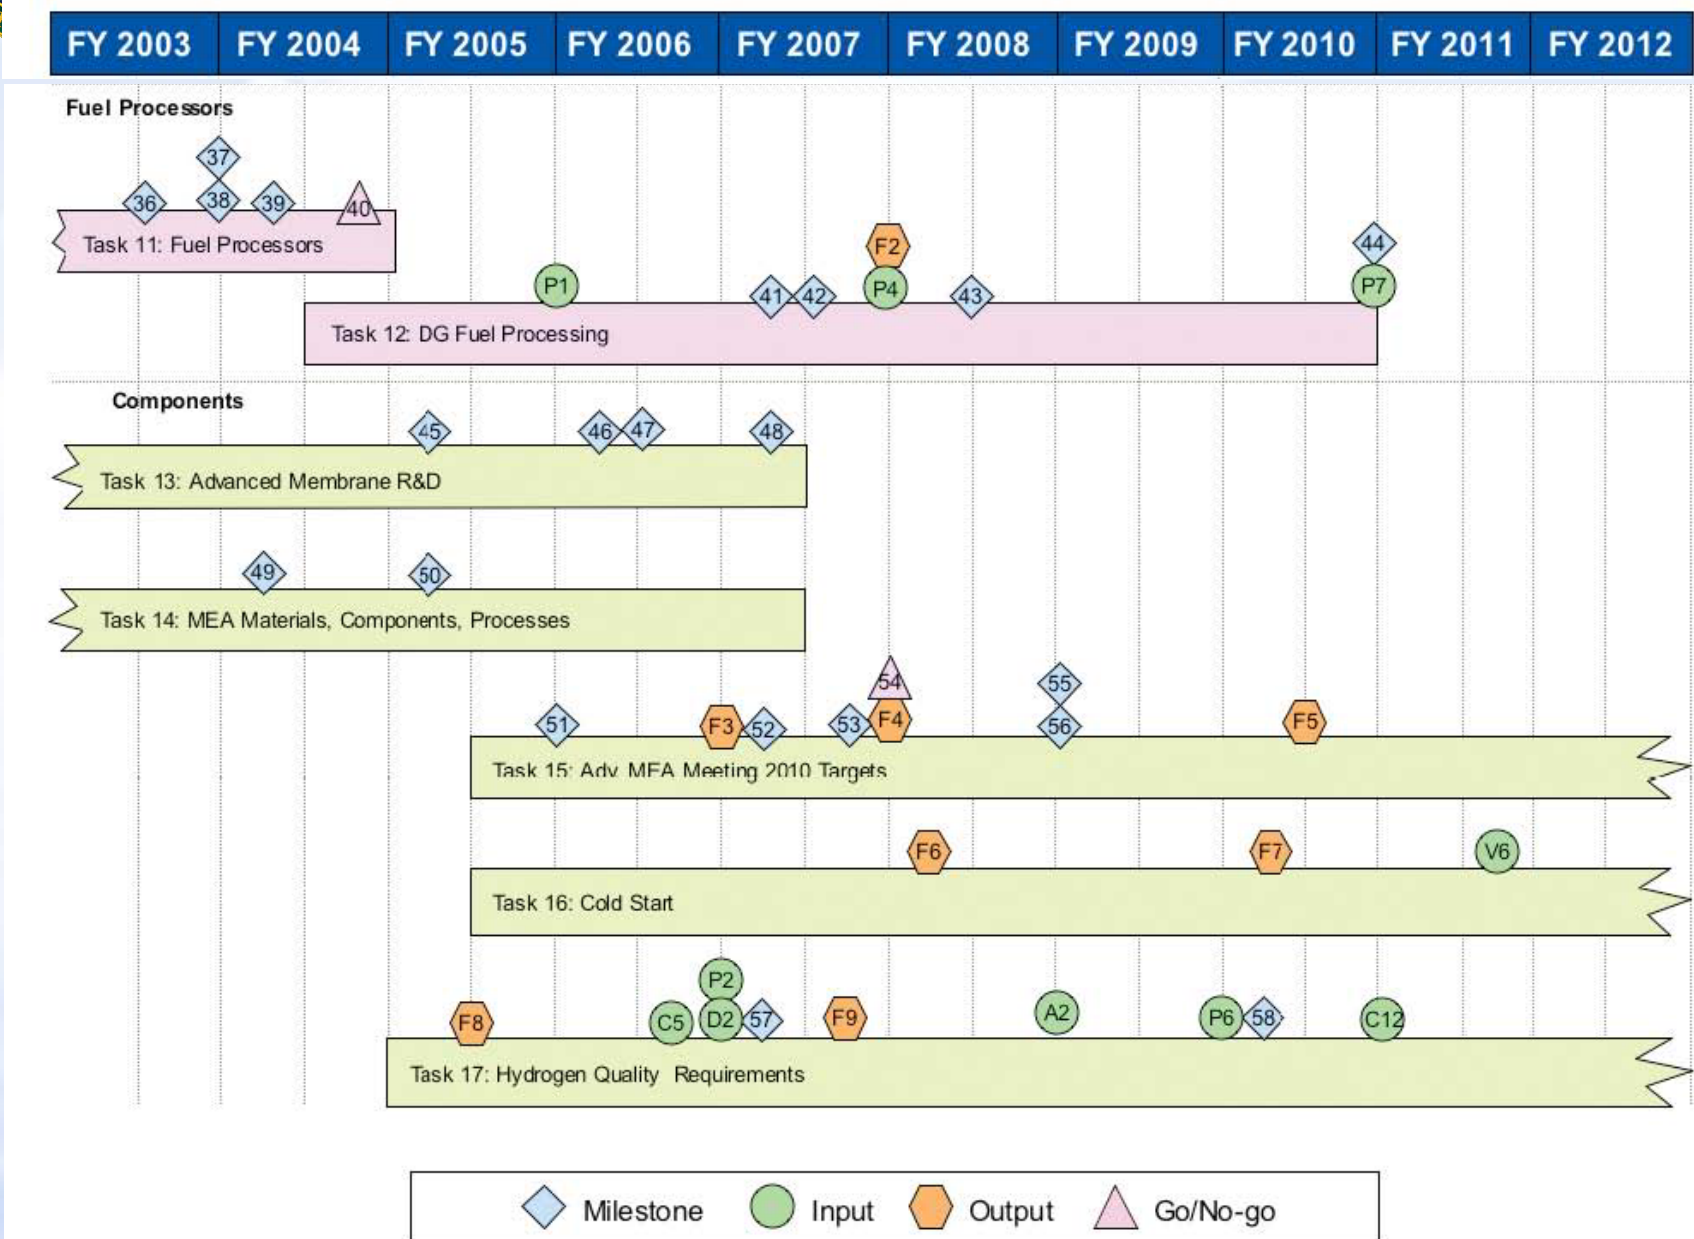 FY 2003 FY 2004 FY 2005 FY 2006 FY 2007 FY 2008 FY 2009 FY 2010 FY 2011 FY 2012
Fuel Processors
37
36 38 39 40
Task 11: Fuel Processors
F2 44
P1 41 42 P4 43 P7
Task 12: DG Fuel Processing
Components
45 46 47 48
Task 13: Advanced Membrane R&D
49 50
Task 14: MEA Materials, Components, Processes
54 55
51 F3 52 53 F4 56 F5
Task 15: Adv. MEA Meeting 2010 Targets
F6 F7 V6
Task 16: Cold Start
P2
F8 C5 D2 57 F9 A2 P6 58 C12
Task 17: Hydrogen Quality Requirements
Milestone Input Output Go/No-go